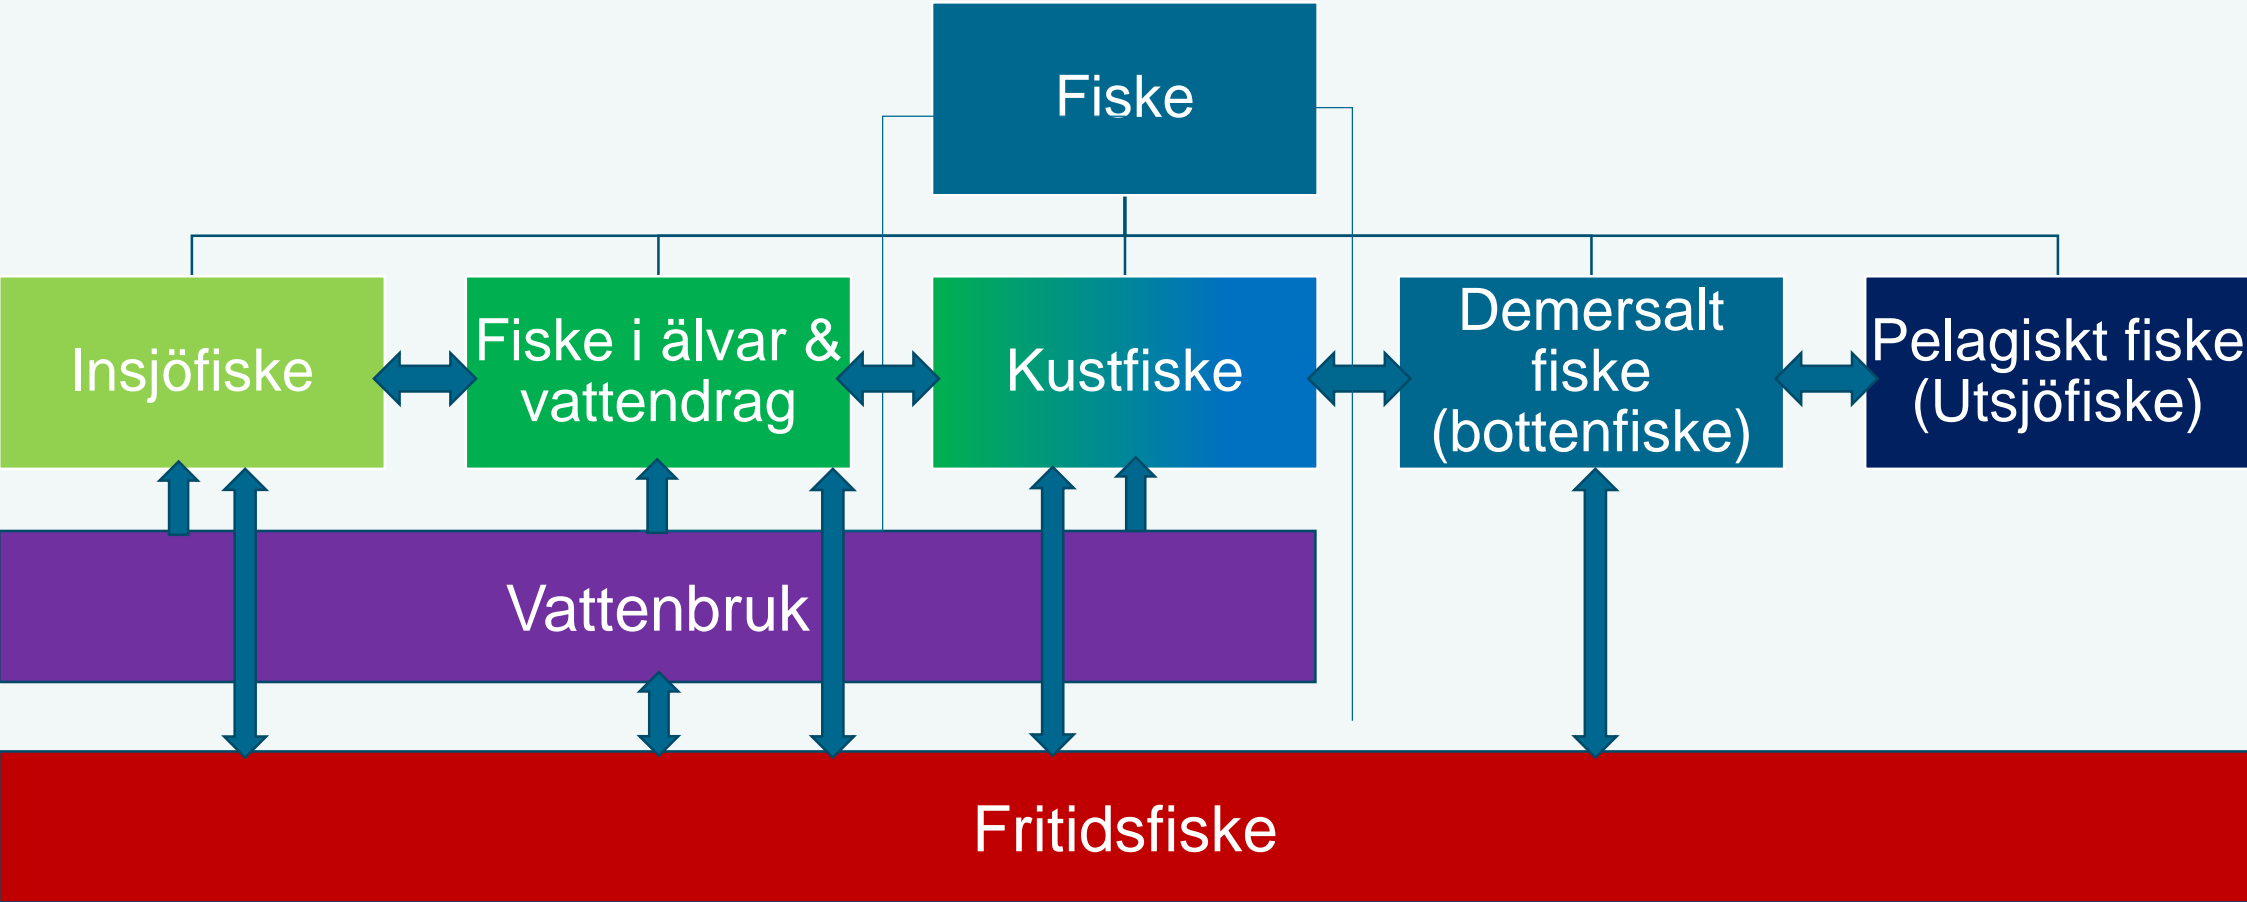 Fiske
Insjöfiske
Fiske i älvar &
vattendrag
Kustfiske
Demersalt
fiske
(bottenfiske)
Pelagiskt fiske
(Utsjöfiske)
Vattenbruk
Fritidsfiske